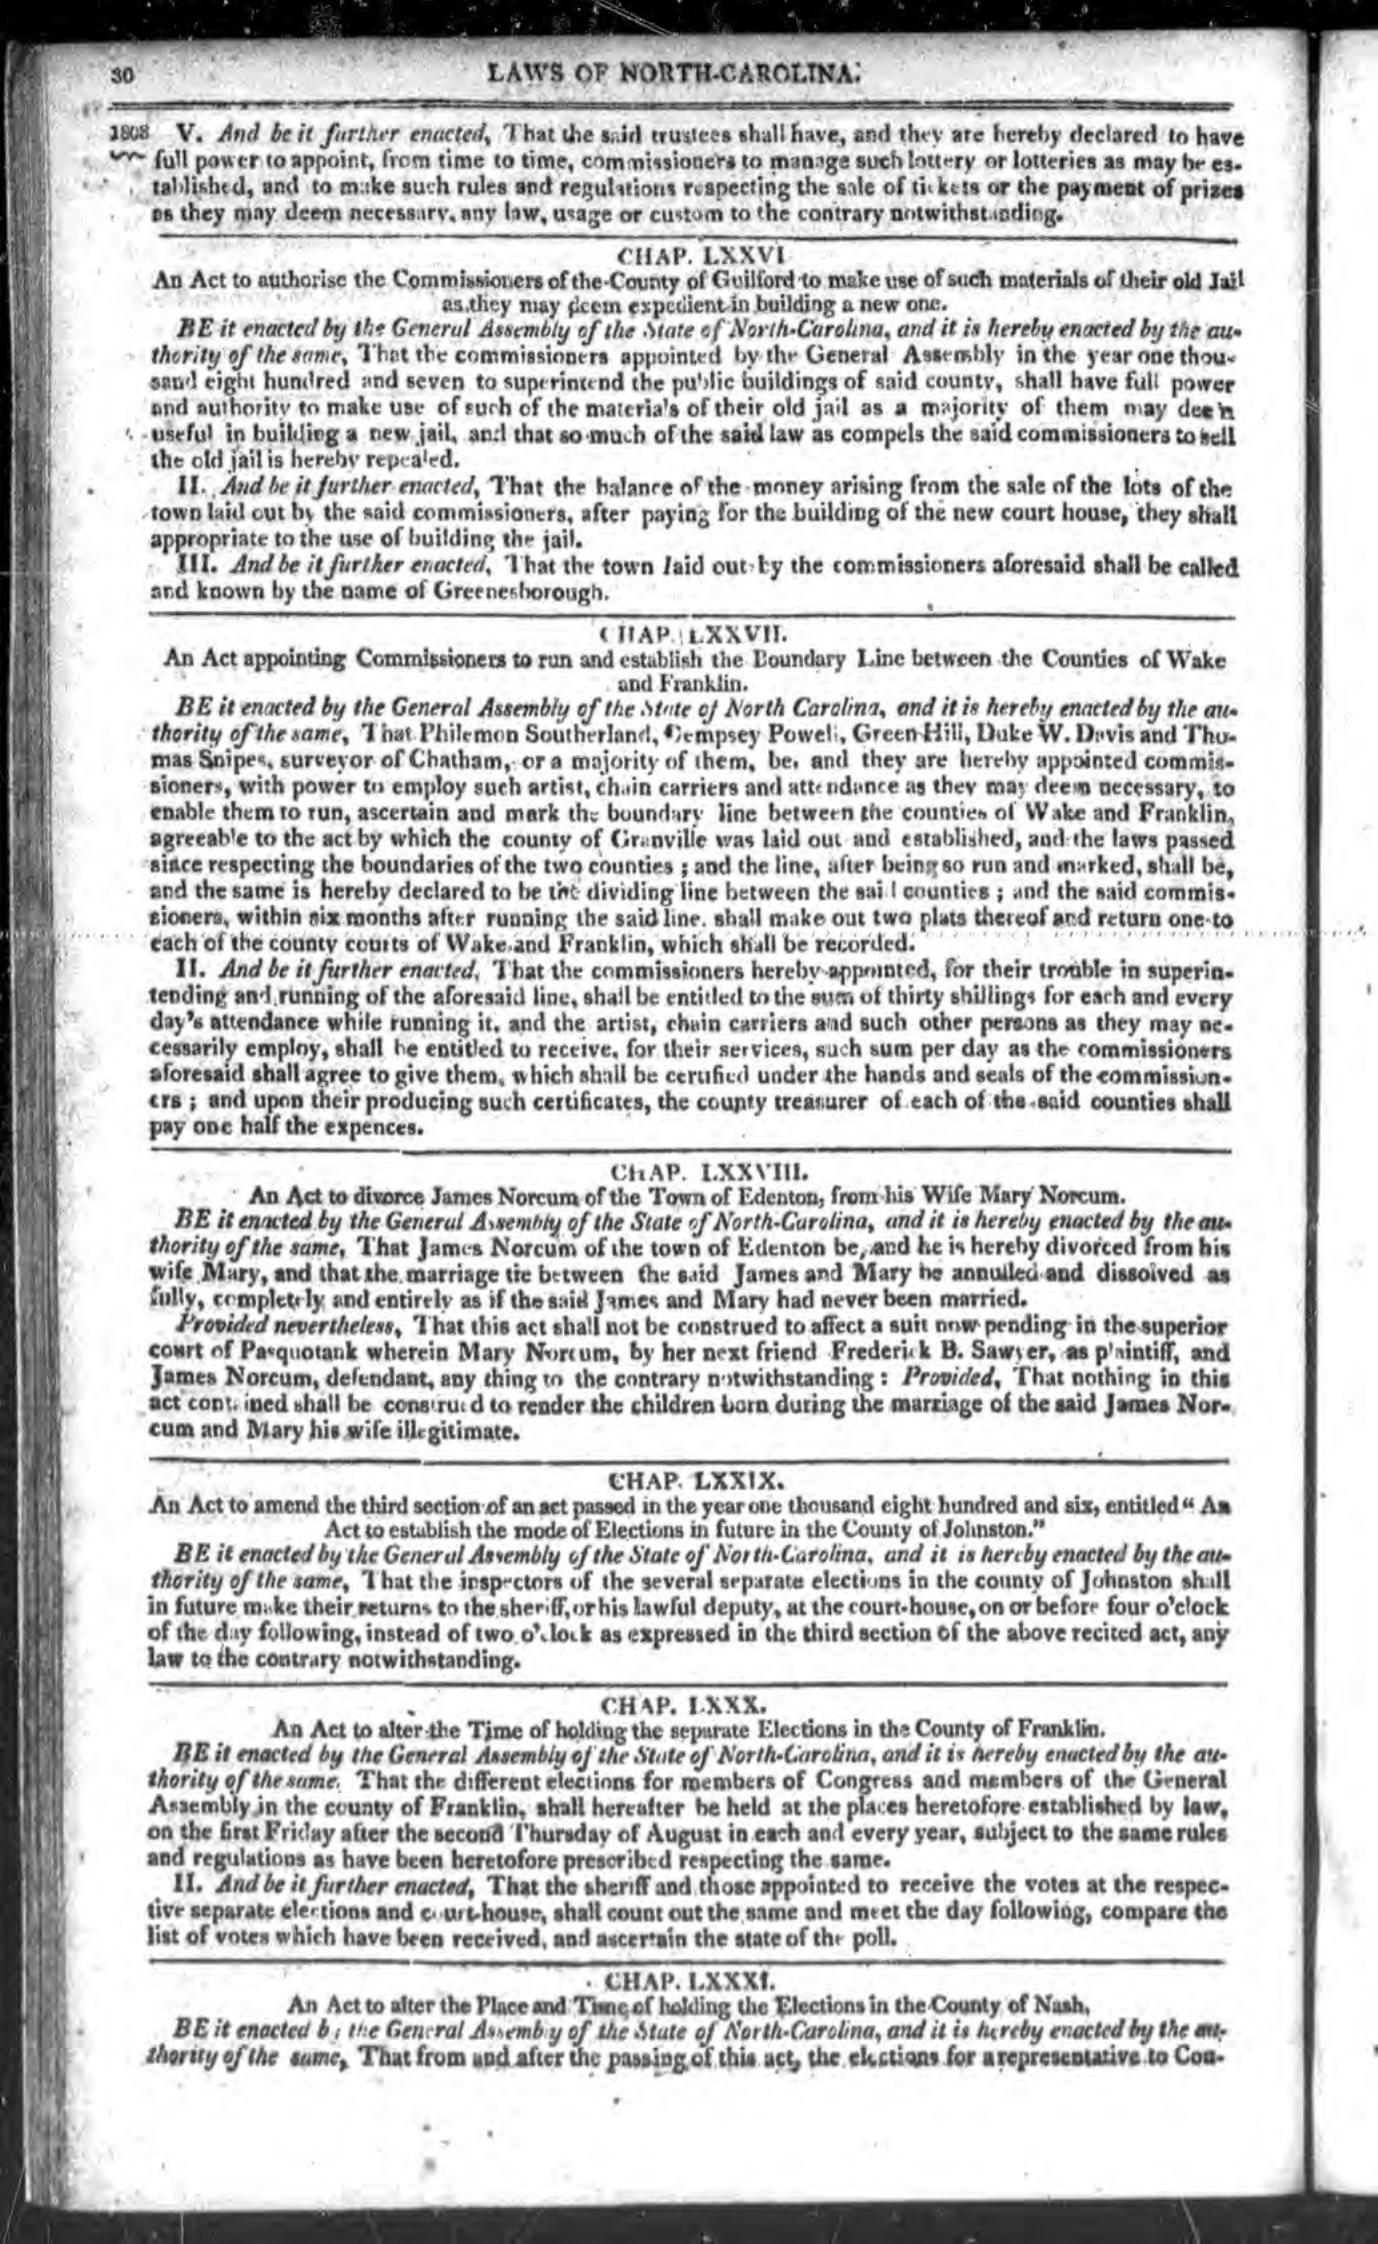 30
LAWS OF NORTH-CAROLINA.
1808 V. And be it further enacted, That the said trustees shall have, and they are hereby declared to have
full power to appoint, from time to time, commissioners to manage such lottery or lotteries as may be es-
tablished, and to make such rules and regulations respecting the sale of tickets or the payment of prizes
as they may deem necessary, any law, usage or custom to the contrary notwithstanding.
CHAP. LXXVI
An Act to authorise the Commissioners of the County of Guilford to make use of such materials of their old Jail
as they may deem expedient in building a new one.
BE it enacted by the General Assembly of the State of North-Carolina, and it is hereby enacted by the au-
thority of the same, That the commissioners appointed by the General Assembly in the year one thou-
sand eight hundred and seven to superintend the public buildings of said county, shall have full power
and authority to make use of such of the materials of their old jail as a majority of them may deem
useful in building a new jail, and that so much of the said law as compels the said commissioners to sell
the old jail is hereby repealed.
II. And be it further enacted, That the balance of the money arising from the sale of the lots of the
town laid out by the said commissioners, after paying for the building of the new court house, they shall
appropriate to the use of building the jail.
III. And be it further enacted, That the town laid out by the commissioners aforesaid shall be called
and known by the name of Greenesborough.
CHAP. LXXVII.
An Act appointing Commissioners to run and establish the Boundary Line between the Counties of Wake
and Franklin.
BE it enacted by the General Assembly of the State of North Carolina, and it is hereby enacted by the au-
thority of the same, That Philemon Southerland, Dempsey Powell, Green Hill, Duke W. Davis and Tho-
mas Snipes, surveyor of Chatham, or a majority of them, be, and they are hereby appointed commis-
sioners, with power to employ such artist, chain carriers and attendance as they may deem necessary, to
enable them to run, ascertain and mark the boundary line between the counties of Wake and Franklin,
agreeable to the act by which the county of Granville was laid out and established, and the laws passed
since respecting the boundaries of the two counties ; and the line, after being so run and marked, shall be,
and the same is hereby declared to be the dividing line between the said counties ; and the said commis-
sioners, within six months after running the said line, shall make out two plats thereof and return one to
each of the county courts of Wake and Franklin, which shall be recorded.
II. And be it further enacted, That the commissioners hereby appointed, for their trouble in superin-
tending and running of the aforesaid line, shall be entitled to the sum of thirty shillings for each and every
day's attendance while running it, and the artist, chain carriers and such other persons as they may ne-
cessarily employ, shall be entitled to receive, for their services, such sum per day as the commissioners
aforesaid shall agree to give them, which shall be certified under the hands and seals of the commission-
ers ; and upon their producing such certificates, the county treasurer of each of the said counties shall
pay one half the expences.
CHAP. LXXVIII.
An Act to divorce James Norcum of the Town of Edenton, from his Wife Mary Norcum.
BE it enacted by the General Assembly of the State of North-Carolina, and it is hereby enacted by the au-
thority of the same, That James Norcum of the town of Edenton be, and he is hereby divorced from his
wife Mary, and that the marriage tie between the said James and Mary be annulled and dissolved as
fully, completely and entirely as if the said James and Mary had never been married.
Provided nevertheless, That this act shall not be construed to affect a suit now pending in the superior
court of Pasquotank wherein Mary Norcum, by her next friend Frederick B. Sawyer, as plaintiff, and
James Norcum, defendant, any thing to the contrary notwithstanding : Provided, That nothing in this
act contained shall be construed to render the children born during the marriage of the said James Nor-
cum and Mary his wife illegitimate.
CHAP. LXXIX.
An Act to amend the third section of an act passed in the year one thousand eight hundred and six, entitled " An
Act to establish the mode of Elections in future in the County of Johnston."
BE it enacted by the General Assembly of the State of North-Carolina, and it is hereby enacted by the au-
thority of the same, That the inspectors of the several separate elections in the county of Johnston shall
in future make their returns to the sheriff, or his lawful deputy, at the court-house, on or before four o'clock
of the day following, instead of two o'clock as expressed in the third section of the above recited act, any
law to the contrary notwithstanding.
CHAP. LXXX.
An Act to alter the Time of holding the separate Elections in the County of Franklin.
BE it enacted by the General Assembly of the State of North-Carolina, and it is hereby enacted by the au-
thority of the same, That the different elections for members of Congress and members of the General
Assembly in the county of Franklin, shall hereafter be held at the places heretofore established by law,
on the first Friday after the second Thursday of August in each and every year, subject to the same rules
and regulations as have been heretofore prescribed respecting the same.
II. And be it further enacted, That the sheriff and those appointed to receive the votes at the respec-
tive separate elections and court-house, shall count out the same and meet the day following, compare the
list of votes which have been received, and ascertain the state of the poll.
CHAP. LXXXI.
An Act to alter the Place and Time of holding the Elections in the County of Nash,
BE it enacted by the General Assembly of the State of North-Carolina, and it is hereby enacted by the au-
thority of the same, That from and after the passing of this act, the elections for a representative to Con-